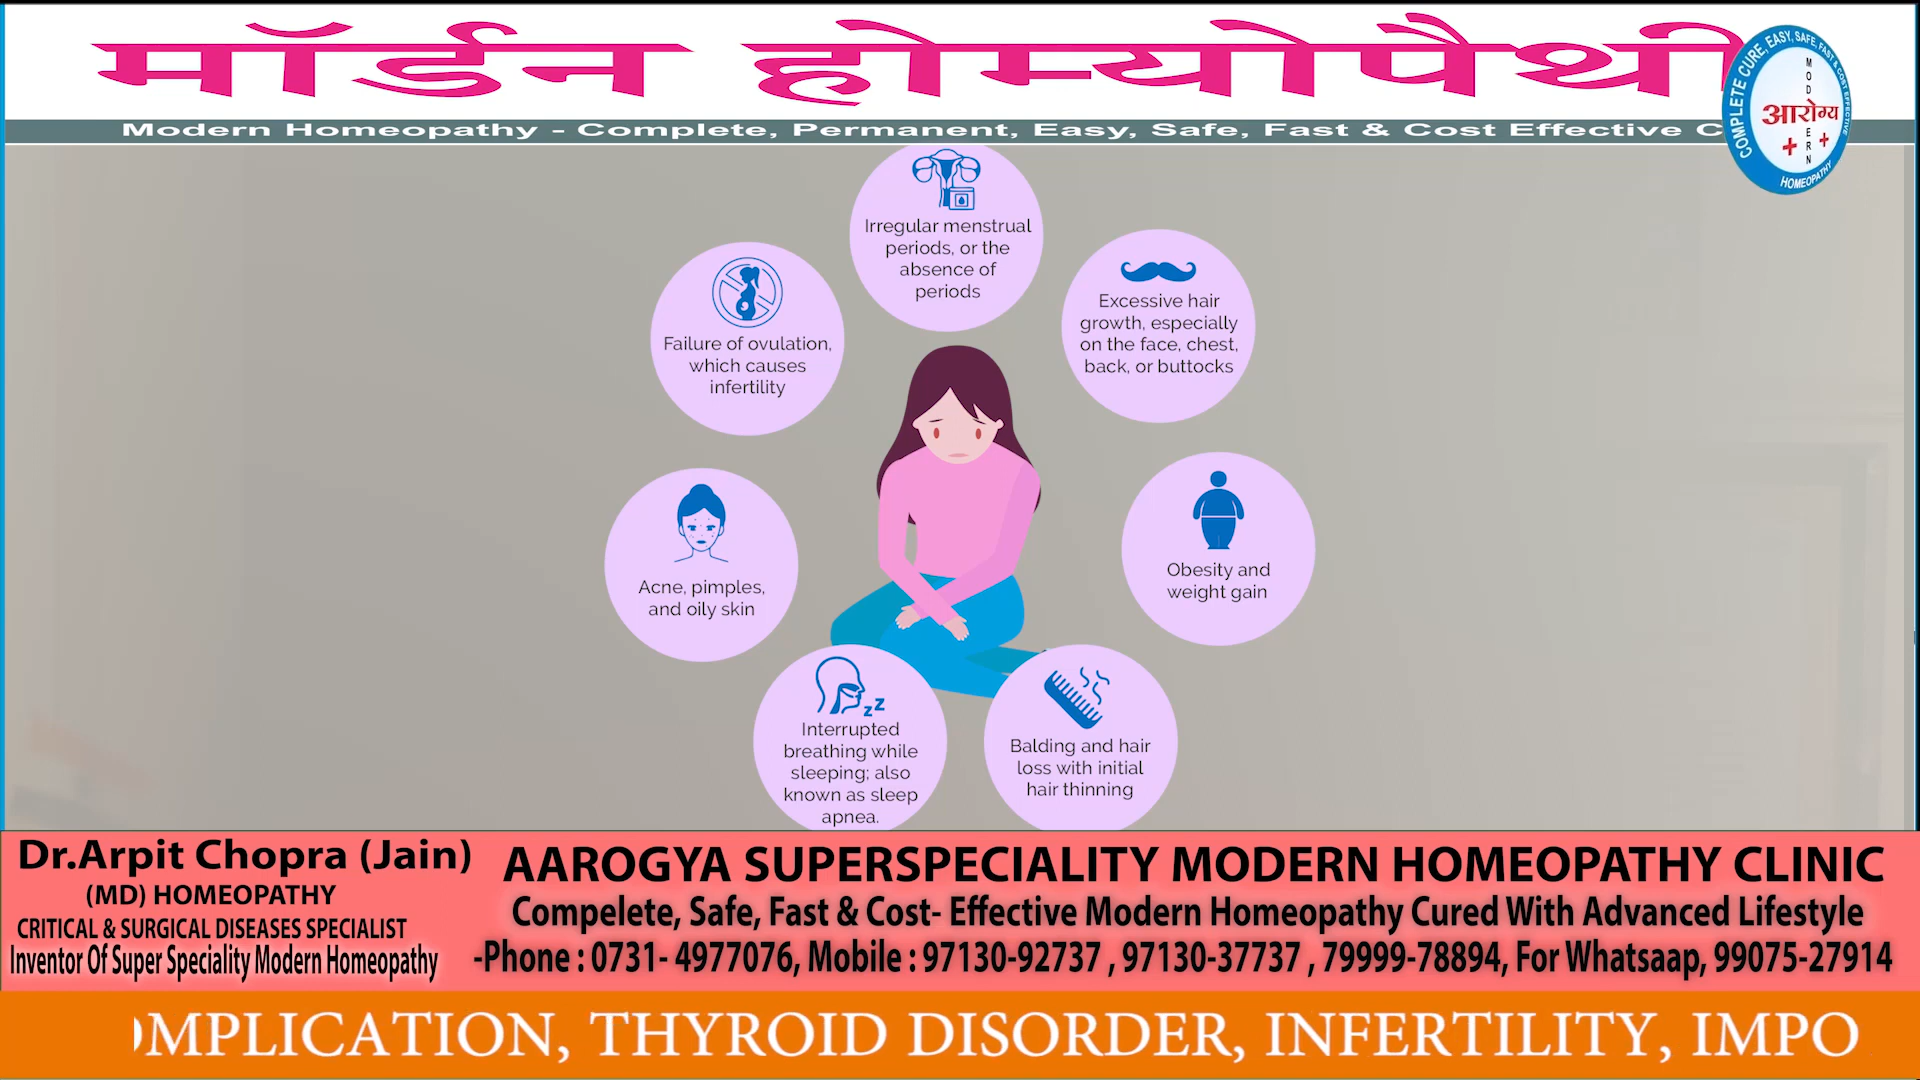 मॉर्डन होम्योपैथी
Modern Homeopathy - Complete, Permanent, Easy, Safe, Fast & Cost Effective C
COMPLETE CURE, EASY, SAFE, FAST & COST EFFECTIVE
MODERN
आरोग्य
HOMEOPATHY
Irregular menstrual
periods, or the
absence of
periods
Excessive hair
growth, especially
on the face, chest,
back, or buttocks
Failure of ovulation,
which causes
infertility
Obesity and
weight gain
Acne, pimples,
and oily skin
Interrupted
breathing while
sleeping; also
known as sleep
apnea.
Balding and hair
loss with initial
hair thinning
Dr.Arpit Chopra (Jain)
(MD) HOMEOPATHY
CRITICAL & SURGICAL DISEASES SPECIALIST
Inventor Of Super Speciality Modern Homeopathy
AAROGYA SUPERSPECIALITY MODERN HOMEOPATHY CLINIC
Compelete, Safe, Fast & Cost- Effective Modern Homeopathy Cured With Advanced Lifestyle
-Phone : 0731- 4977076, Mobile : 97130-92737 , 97130-37737 , 79999-78894, For Whatsaap, 99075-27914
OMPLICATION, THYROID DISORDER, INFERTILITY, IMPO